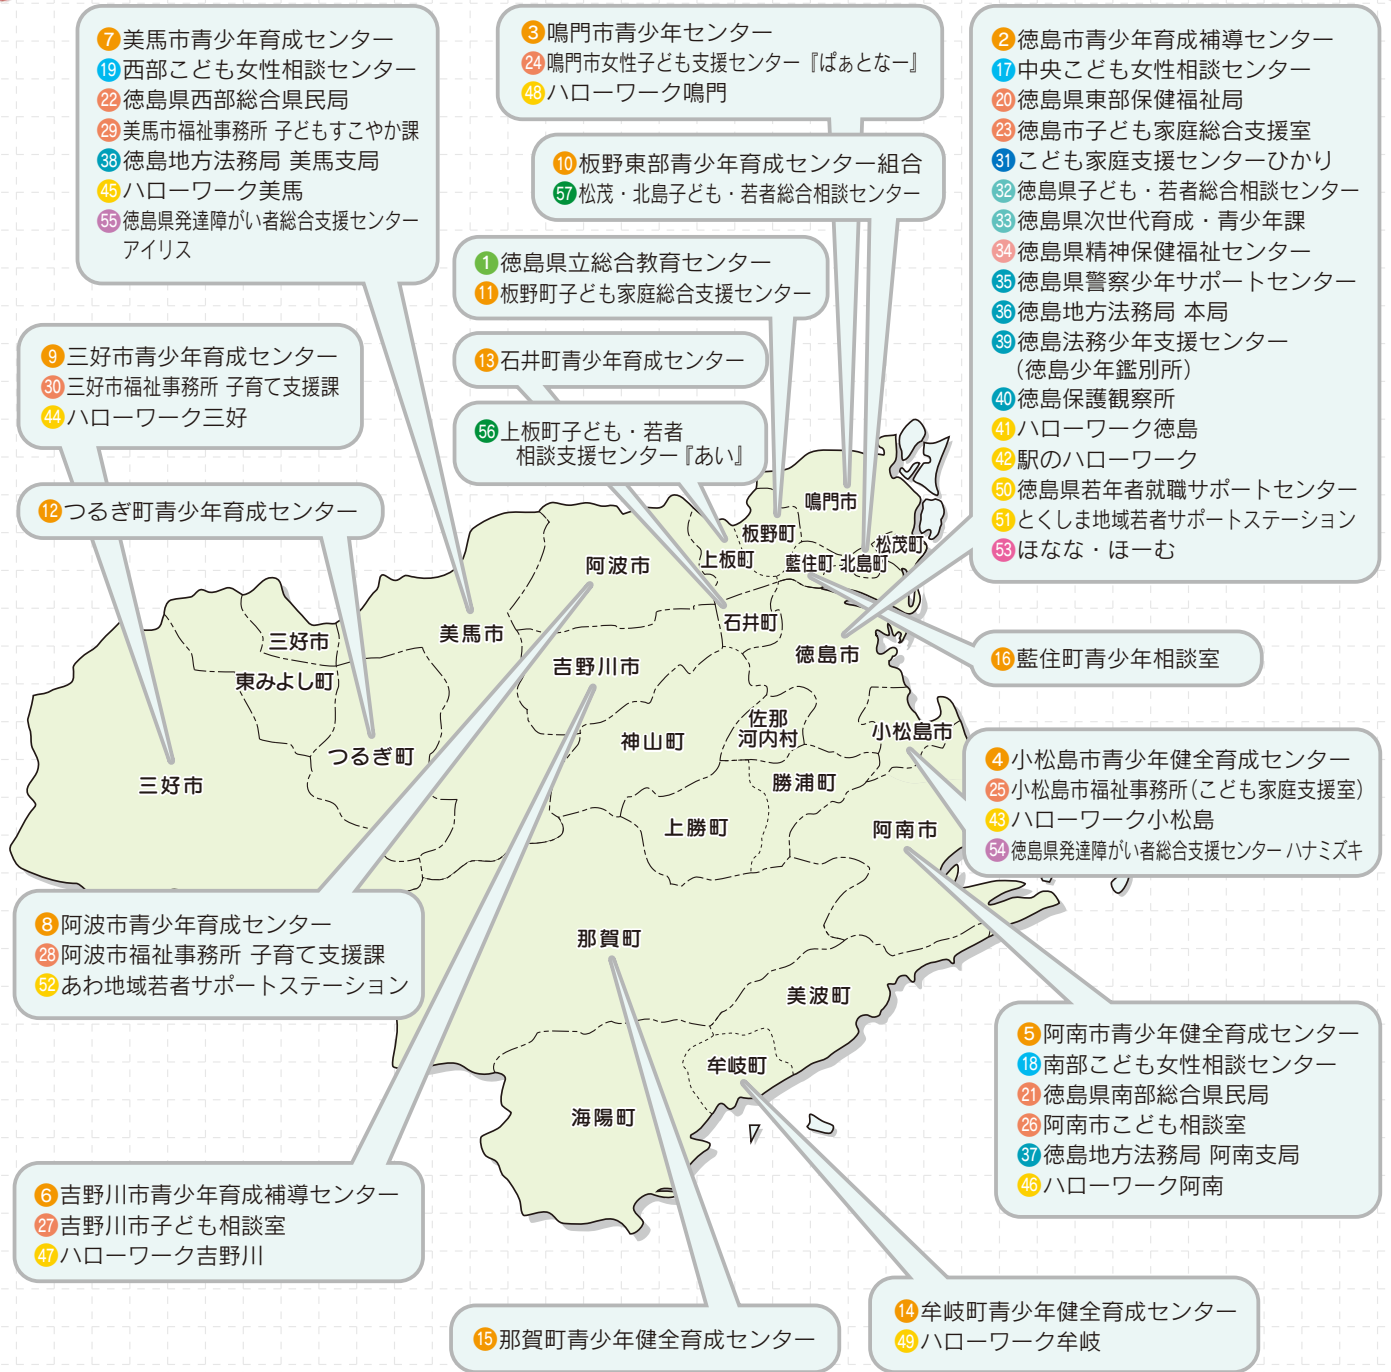 ⑦美馬市青少年育成センター
⑲西部こども女性相談センター
㉒徳島県西部総合県民局
㉙美馬市福祉事務所 子どもすこやか課
㊳徳島地方法務局 美馬支局
㊺ハローワーク美馬
55徳島県発達障がい者総合支援センター
アイリス
③鳴門市青少年センター
㉔鳴門市女性子ども支援センター『ぱぁとなー』
㊽ハローワーク鳴門
⑩板野東部青少年育成センター組合
57松茂・北島子ども・若者総合相談センター
①徳島県立総合教育センター
⑪板野町子ども家庭総合支援センター
⑬石井町青少年育成センター
56上板町子ども・若者
相談支援センター『あい』
②徳島市青少年育成補導センター
⑰中央こども女性相談センター
⑳徳島県東部保健福祉局
㉓徳島市子ども家庭総合支援室
㉛こども家庭支援センターひかり
㉜徳島県子ども・若者総合相談センター
㉝徳島県次世代育成・青少年課
㉞徳島県精神保健福祉センター
㉟徳島県警察少年サポートセンター
㊱徳島地方法務局 本局
㊴徳島法務少年支援センター
(徳島少年鑑別所)
㊵徳島保護観察所
㊶ハローワーク徳島
㊷駅のハローワーク
㊿徳島県若年者就職サポートセンター
51とくしま地域若者サポートステーション
53ほなな・ほーむ
⑨三好市青少年育成センター
㉚三好市福祉事務所 子育て支援課
㊹ハローワーク三好
⑫つるぎ町青少年育成センター
鳴門市
板野町
松茂町
上板町
藍住町
北島町
阿波市
石井町
美馬市
三好市
徳島市
吉野川市
東みよし町
佐那
河内村
小松島市
神山町
つるぎ町
三好市
勝浦町
上勝町
阿南市
那賀町
美波町
牟岐町
海陽町
⑯藍住町青少年相談室
④小松島市青少年健全育成センター
㉕小松島市福祉事務所(こども家庭支援室)
㊸ハローワーク小松島
54徳島県発達障がい者総合支援センター ハナミズキ
⑧阿波市青少年育成センター
㉘阿波市福祉事務所 子育て支援課
52あわ地域若者サポートステーション
⑤阿南市青少年健全育成センター
⑱南部こども女性相談センター
㉑徳島県南部総合県民局
㉖阿南市こども相談室
㊲徳島地方法務局 阿南支局
㊻ハローワーク阿南
⑥吉野川市青少年育成補導センター
㉗吉野川市子ども相談室
㊼ハローワーク吉野川
⑮那賀町青少年健全育成センター
⑭牟岐町青少年健全育成センター
㊾ハローワーク牟岐